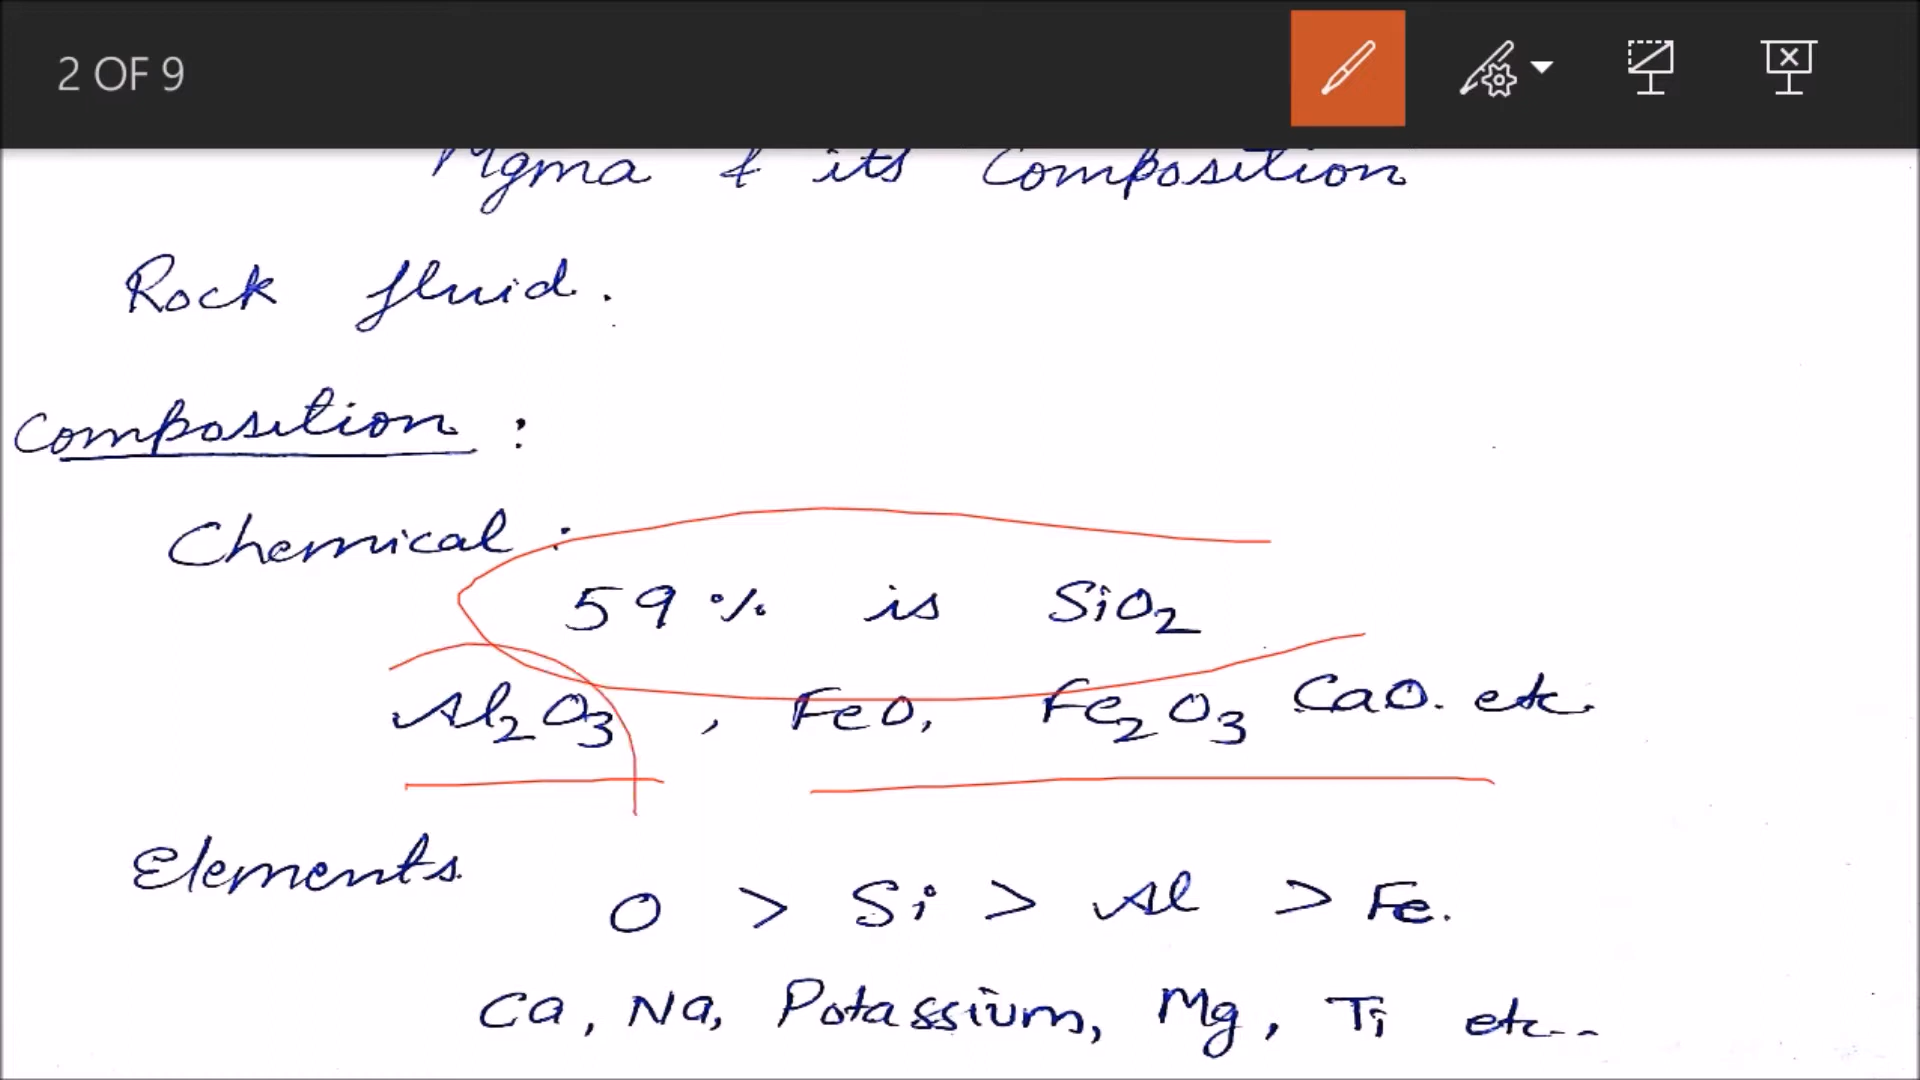 2 OF 9
Mgma & its Composition
Rock fluid.
Composition :
Chemical :
59 % is SiO2
Al2O3 , FeO, Fe2O3 CaO. etc.
Elements
O > Si > Al > Fe.
Ca, Na, Potassium, Mg, Ti etc--